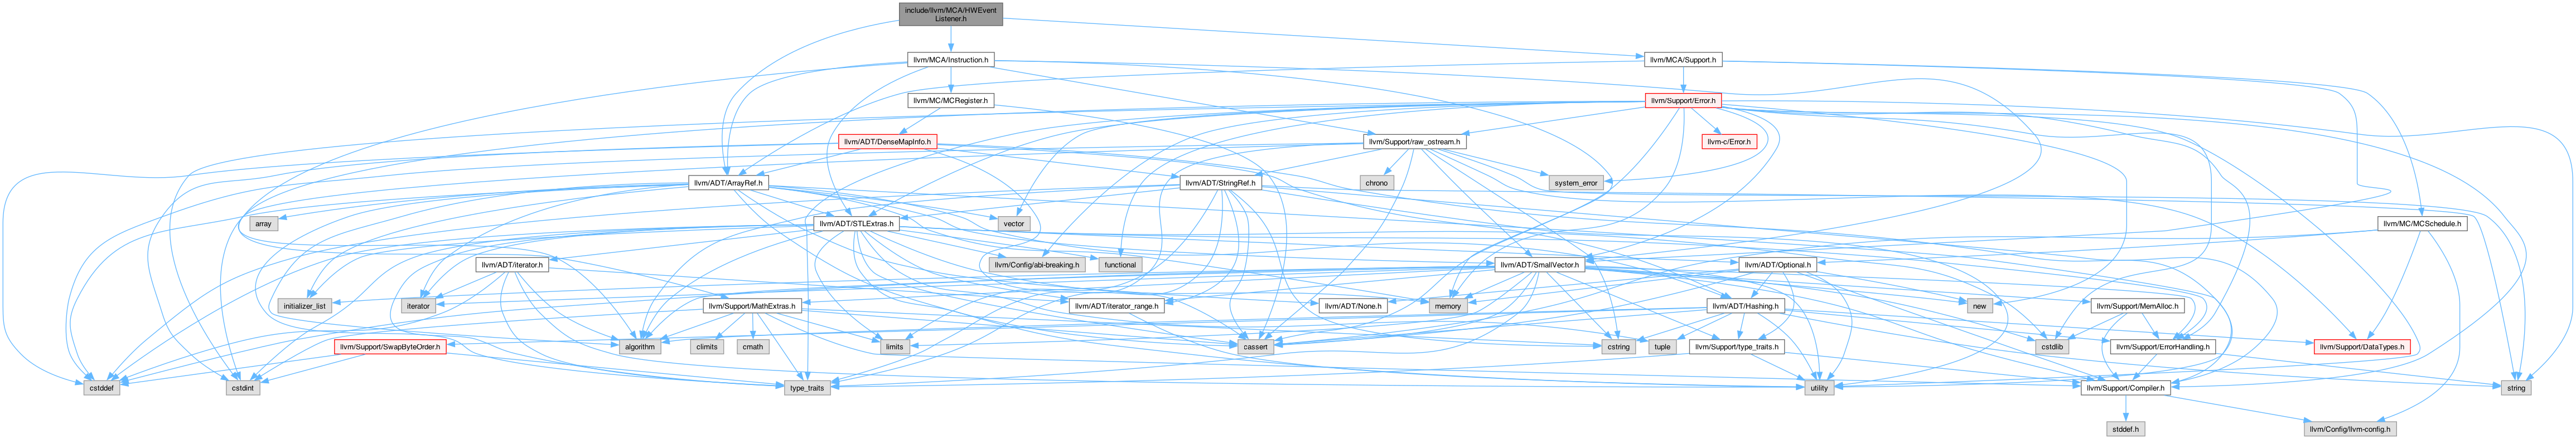 include/llvm/MCA/HWEvent
Listener.h
llvm/MCA/Instruction.h
llvm/MCA/Support.h
llvm/MC/MCRegister.h
llvm/Support/Error.h
llvm/ADT/DenseMapInfo.h
llvm/Support/raw_ostream.h
llvm-c/Error.h
llvm/ADT/ArrayRef.h
llvm/ADT/StringRef.h
chrono
system_error
array
llvm/ADT/STLExtras.h
vector
llvm/MC/MCSchedule.h
llvm/ADT/iterator.h
llvm/Config/abi-breaking.h
functional
llvm/ADT/SmallVector.h
llvm/ADT/Optional.h
initializer_list
iterator
llvm/Support/MathExtras.h
llvm/ADT/iterator_range.h
llvm/ADT/None.h
memory
llvm/ADT/Hashing.h
new
llvm/Support/MemAlloc.h
llvm/Support/SwapByteOrder.h
algorithm
climits
cmath
limits
cassert
cstring
tuple
llvm/Support/type_traits.h
cstdlib
llvm/Support/ErrorHandling.h
llvm/Support/DataTypes.h
cstddef
cstdint
type_traits
utility
llvm/Support/Compiler.h
string
stddef.h
llvm/Config/llvm-config.h